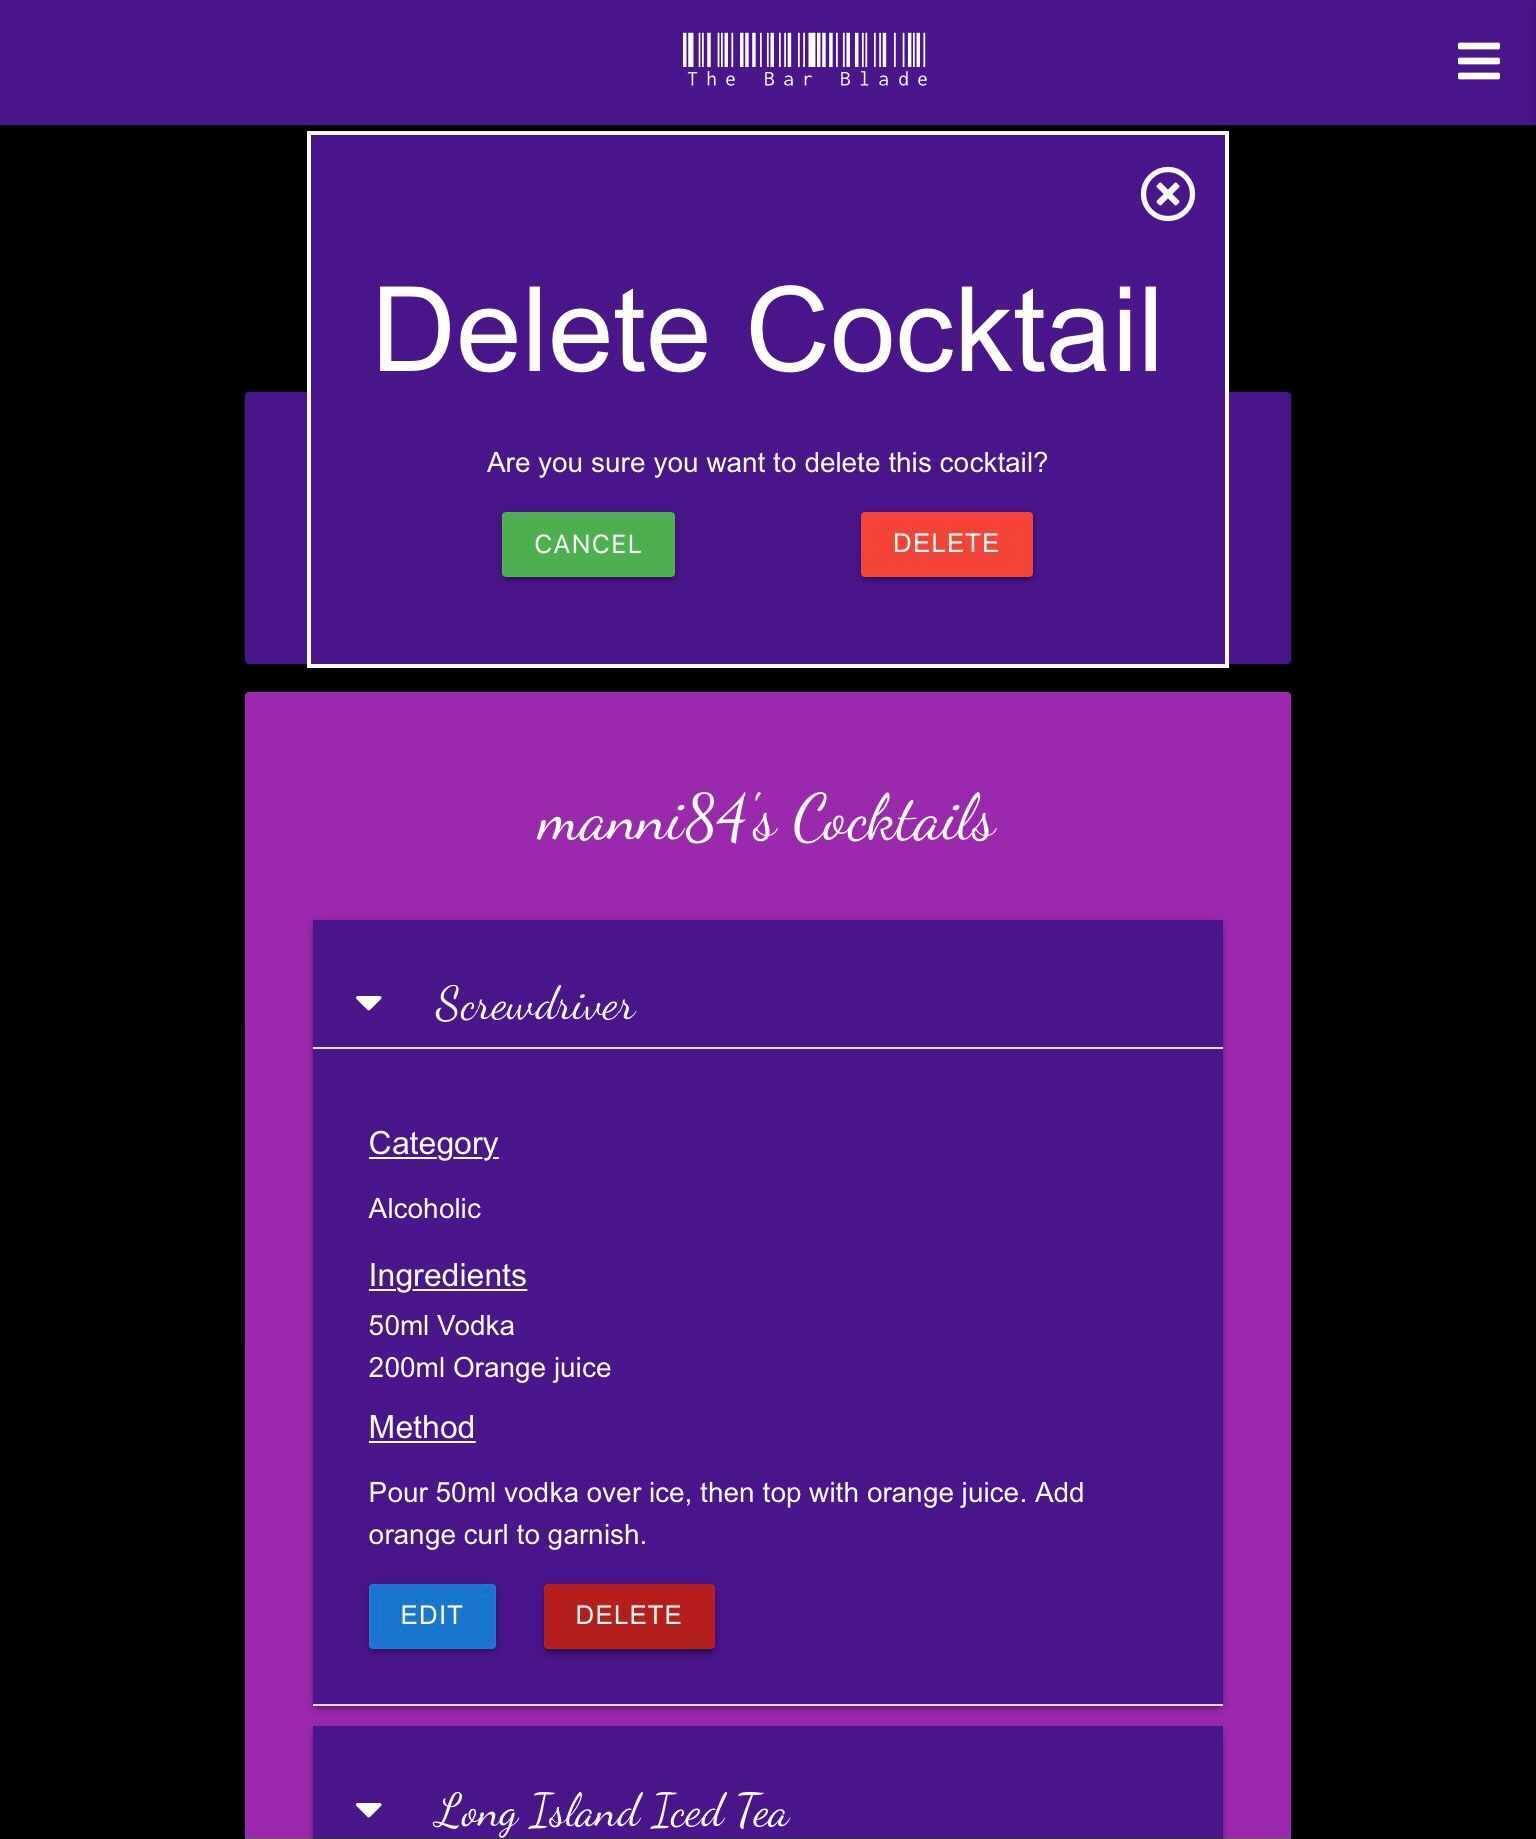 The Bar Blade
Delete Cocktail
Are you sure you want to delete this cocktail?
CANCEL
DELETE
manni84's Cocktails
Screwdriver
Category
Alcoholic
Ingredients
50ml Vodka
200ml Orange juice
Method
Pour 50ml vodka over ice, then top with orange juice. Add
orange curl to garnish.
EDIT
DELETE
Long Island Iced Tea